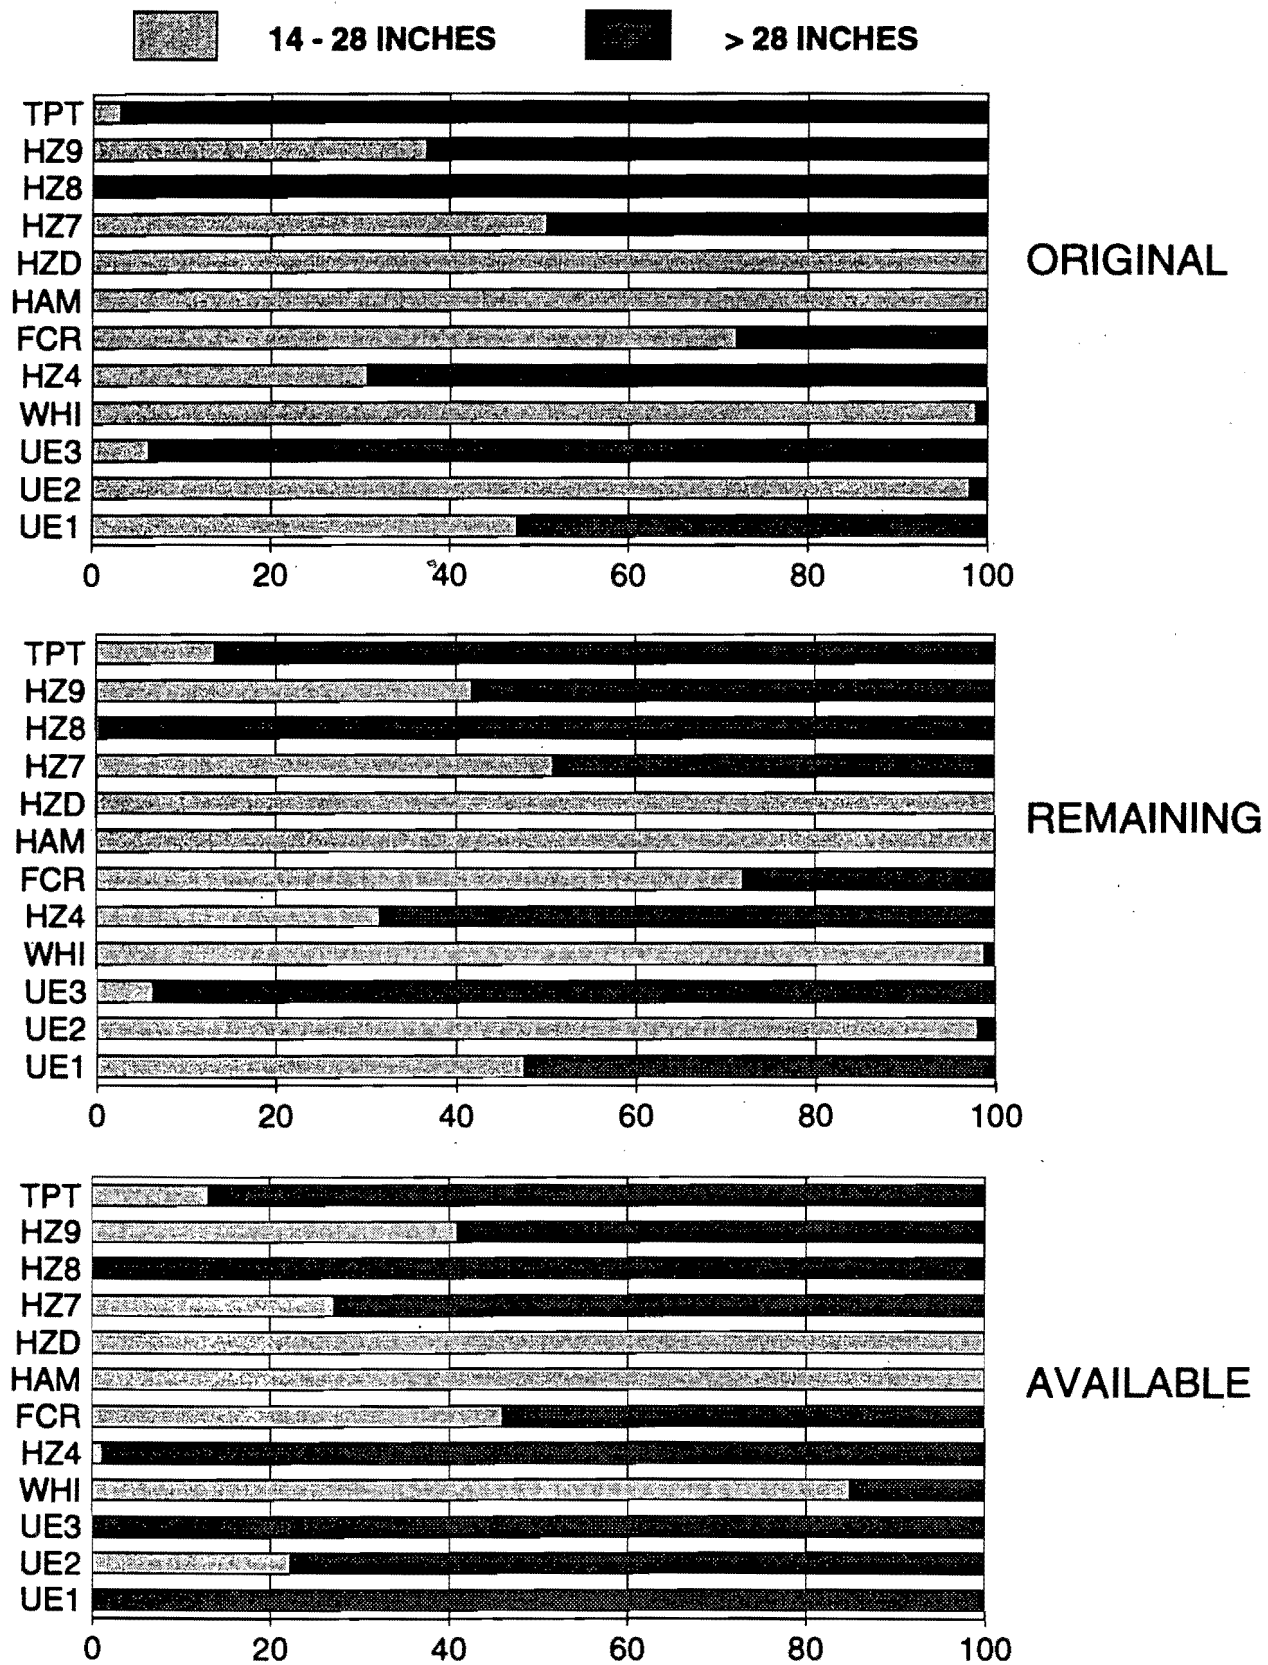 14 - 28 INCHES > 28 INCHES
TPT
HZ9
HZ8
HZ7
HZD
HAM
FCR
HZ4
WHI
UE3
UE2
UE1
ORIGINAL
0 20 40 60 80 100
TPT
HZ9
HZ8
HZ7
HZD
HAM
FCR
HZ4
WHI
UE3
UE2
UE1
REMAINING
0 20 40 60 80 100
TPT
HZ9
HZ8
HZ7
HZD
HAM
FCR
HZ4
WHI
UE3
UE2
UE1
AVAILABLE
0 20 40 60 80 100